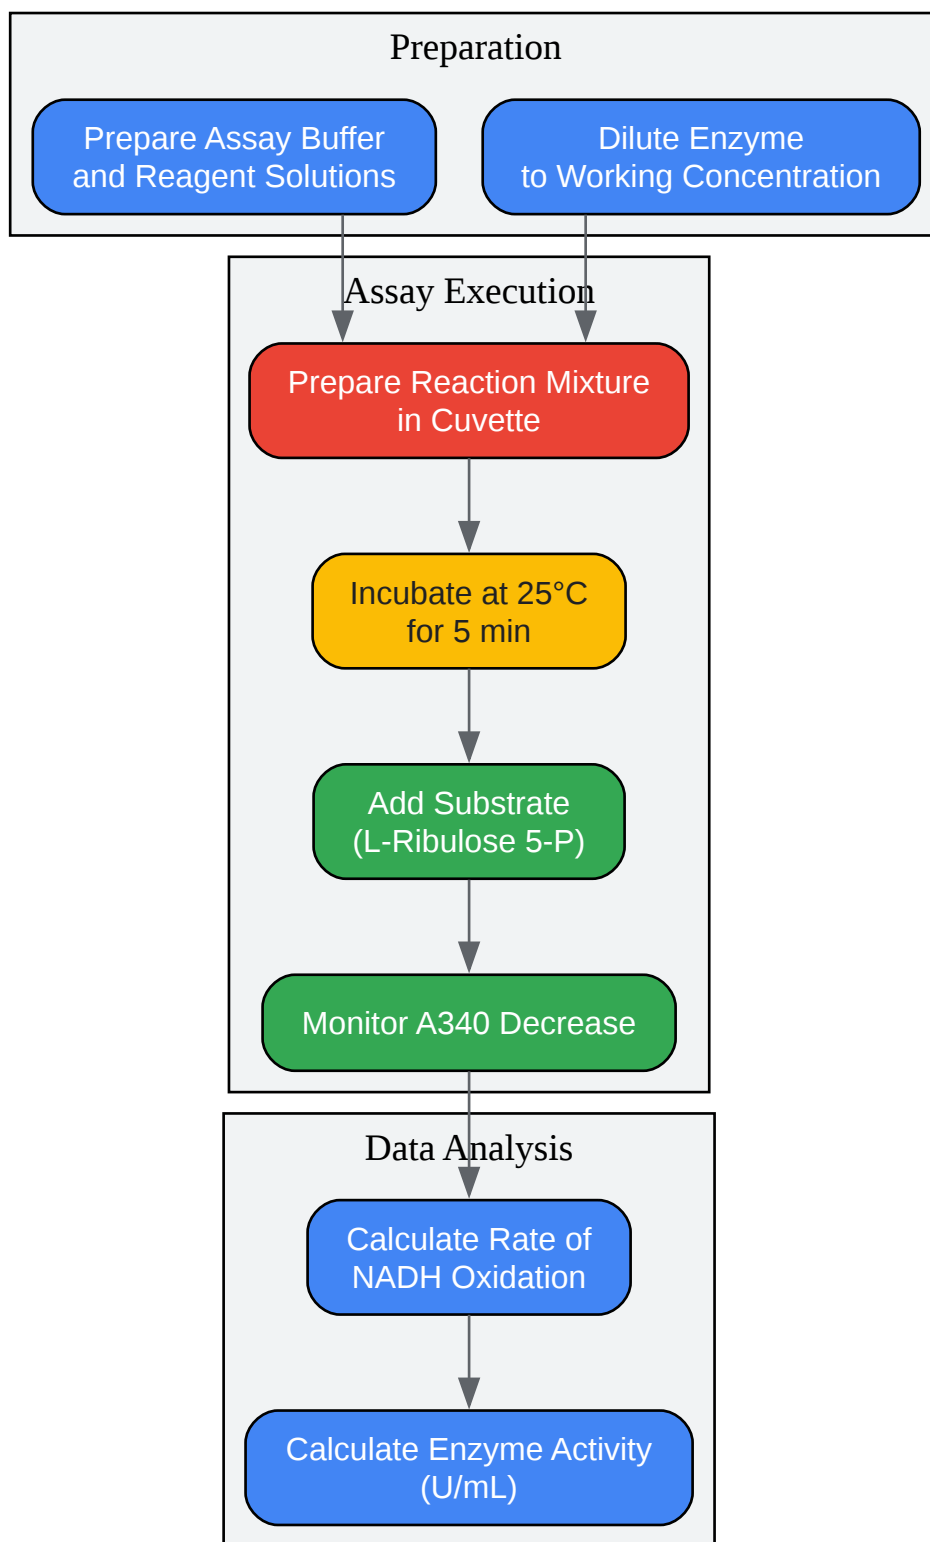 Preparation
Prepare Assay Buffer
and Reagent Solutions
Dilute Enzyme
to Working Concentration
Assay Execution
Prepare Reaction Mixture
in Cuvette
Incubate at 25°C
for 5 min
Add Substrate
(L-Ribulose 5-P)
Monitor A340 Decrease
Data Analysis
Calculate Rate of
NADH Oxidation
Calculate Enzyme Activity
(U/mL)